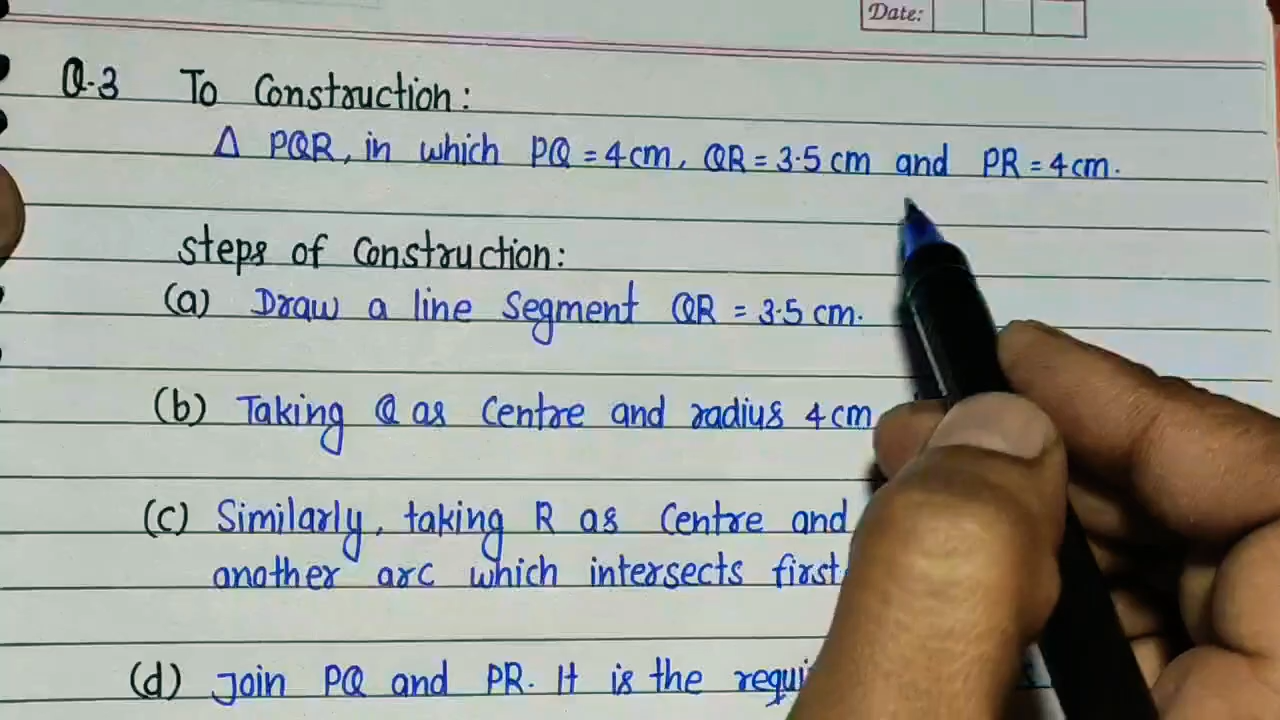 Date:
Q.3 To Construction:
Δ PQR, in which PQ = 4cm, QR = 3.5 cm and PR = 4cm.
steps of Construction:
(a) Draw a line segment QR = 3.5 cm.
(b) Taking Q as Centre and radius 4cm
(c) Similarly, taking R as Centre and
another arc which intersects first
(d) Join PQ and PR. It is the